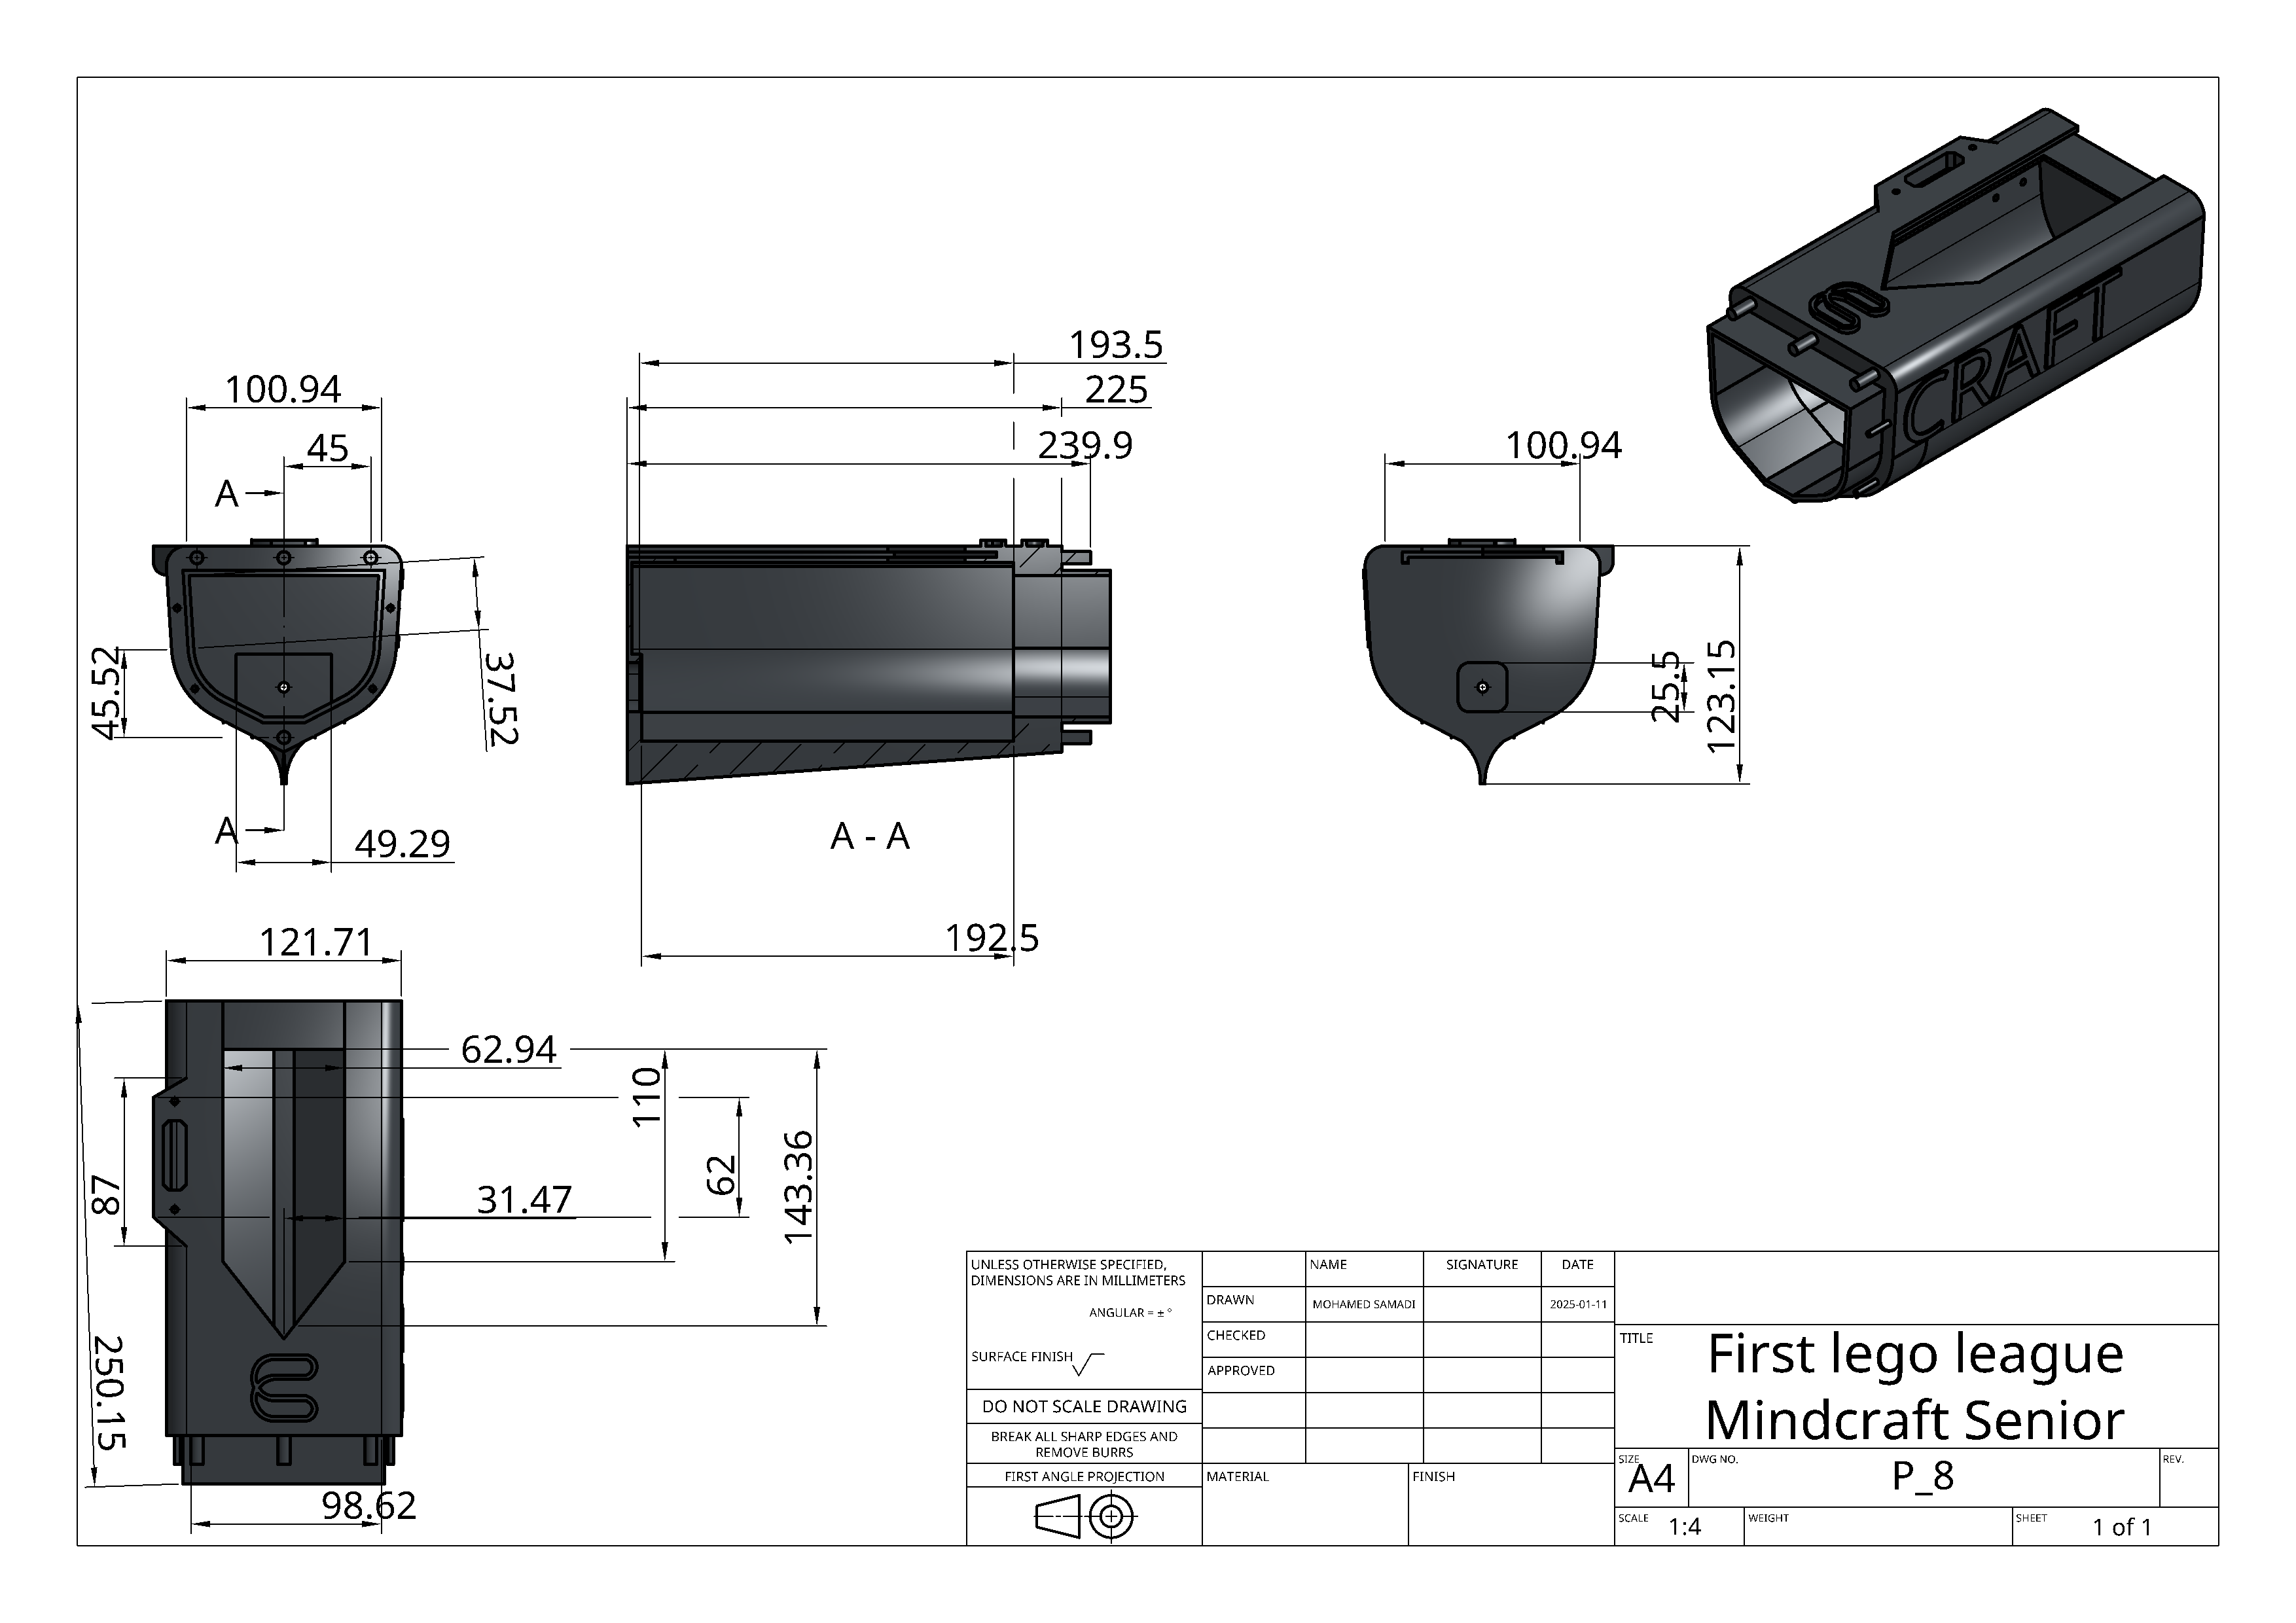 193.5
225
239.9
100.94
45
A
37.52
45.52
A
49.29
A - A
192.5
100.94
25.5
123.15
CRAFT
121.71
62.94
110
62
143.36
31.47
78
250.15
98.62
UNLESS OTHERWISE SPECIFIED,
DIMENSIONS ARE IN MILLIMETERS
ANGULAR = ± °
SURFACE FINISH
DO NOT SCALE DRAWING
BREAK ALL SHARP EDGES AND
REMOVE BURRS
FIRST ANGLE PROJECTION
NAME SIGNATURE DATE
DRAWN MOHAMED SAMADI 2025-01-11
CHECKED
APPROVED
MATERIAL FINISH
TITLE
First lego league
Mindcraft Senior
SIZE A4 DWG NO. P_8 REV.
SCALE 1:4 WEIGHT SHEET 1 of 1